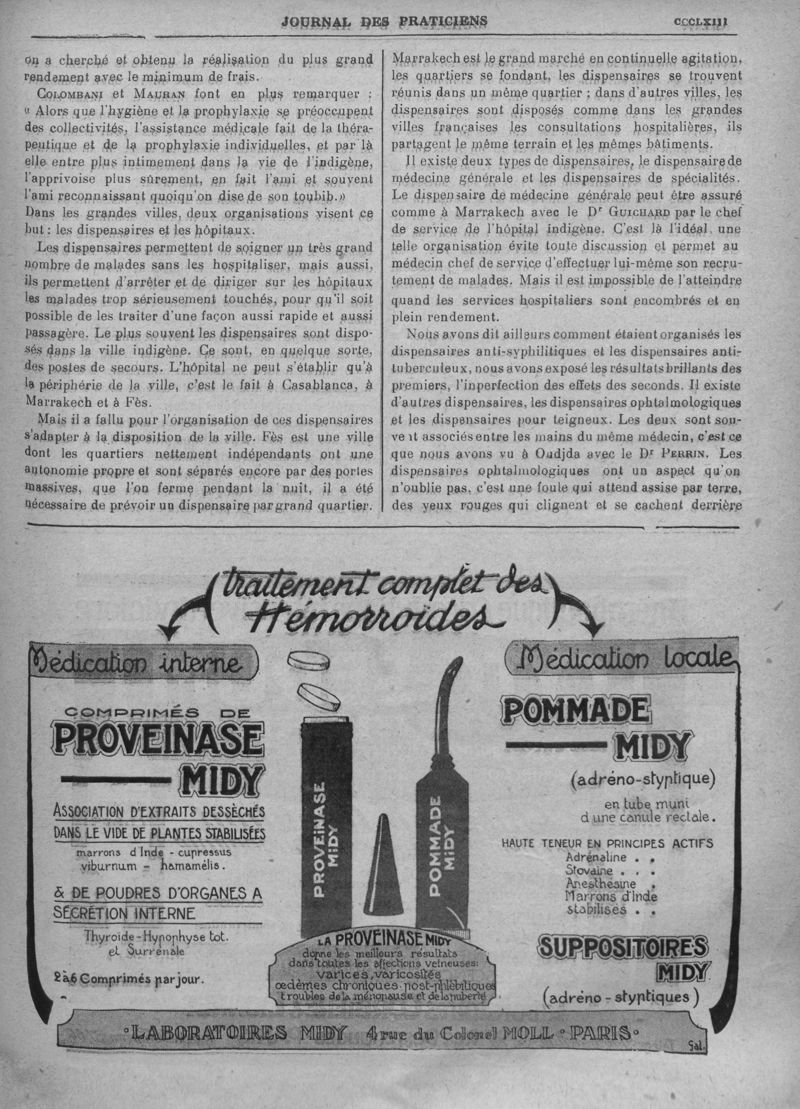 JOURNAL DES PRATICIENS
CCCLXIII
on a cherché et obtenu la réalisation du plus grand
rendement avec le minimum de frais.
COLOMBANI et MAURAN font en plus remarquer :
« Alors que l'hygiène et la prophylaxie se préoccupent
des collectivités, l'assistance médicale fait de la théra-
peutique et de la prophylaxie individuelles, et par là
elle entre plus intimement dans la vie de l'indigène,
l'apprivoise plus sûrement, en fait l'ami et souvent
l'ami reconnaissant quoiqu'on dise de son toubib.»
Dans les grandes villes, deux organisations visent ce
but : les dispensaires et les hôpitaux.
Les dispensaires permettent de soigner un très grand
nombre de malades sans les hospitaliser, mais aussi,
ils permettent d'arrêter et de diriger sur les hôpitaux
les malades trop sérieusement touchés, pour qu'il soit
possible de les traiter d'une façon aussi rapide et aussi
passagère. Le plus souvent les dispensaires sont dispo-
sés dans la ville indigène. Ce sont, en quelque sorte,
des postes de secours. L'hôpital ne peut s'établir qu'à
la périphérie de la ville, c'est le fait à Casablanca, à
Marrakech et à Fès.
Mais il a fallu pour l'organisation de ces dispensaires
s'adapter à la disposition de la ville. Fès est une ville
dont les quartiers nettement indépendants ont une
autonomie propre et sont séparés encore par des portes
massives, que l'on ferme pendant la nuit, il a été
nécessaire de prévoir un dispensaire par grand quartier.
Marrakech est le grand marché en continuelle agitation,
les quartiers se fondant, les dispensaires se trouvent
réunis dans un même quartier ; dans d'autres villes, les
dispensaires sont disposés comme dans les grandes
villes françaises les consultations hospitalières, ils
partagent le même terrain et les mêmes bâtiments.
Il existe deux types de dispensaires, le dispensaire de
médecine générale et les dispensaires de spécialités.
Le dispensaire de médecine générale peut être assuré
comme à Marrakech avec le Dr GUICHARD par le chef
de service de l'hôpital indigène. C'est là l'idéal, une
telle organisation évite toute discussion et permet au
médecin chef de service d'effectuer lui-même son recru-
tement de malades. Mais il est impossible de l'atteindre
quand les services hospitaliers sont encombrés et en
plein rendement.
Nous avons dit ailleurs comment étaient organisés les
dispensaires anti-syphilitiques et les dispensaires anti-
tuberculeux, nous avons exposé les résultats brillants des
premiers, l'inperfection des effets des seconds. Il existe
d'autres dispensaires, les dispensaires ophtalmologiques
et les dispensaires pour teigneux. Les deux sont sou-
vent associés entre les mains du même médecin, c'est ce
que nous avons vu à Oudjda avec le Dr PERRIN. Les
dispensaires ophtalmologiques ont un aspect qu'on
n'oublie pas, c'est une foule qui attend assise par terre,
des yeux rouges qui clignent et se cachent derrière
Traitement complet des
Hémorroïdes
Médication interne
COMPRIMÉS DE
PROVEINASE
MIDY
ASSOCIATION D'EXTRAITS DESSÉCHÉS
DANS LE VIDE DE PLANTES STABILISÉES
marrons d'Inde - cupressus
viburnum - hamamélis.
& DE POUDRES D'ORGANES A
SÉCRÉTION INTERNE
Thyroïde - Hypophyse tot.
et Surrénale
2 à 6 Comprimés par jour.
PROVEINASE
MIDY
POMMADE
MIDY
LA PROVEINASE MIDY
donne les meilleurs résultats
dans toutes les affections veineuses:
varices, varicosités
œdèmes chroniques post-phlébitiques
troubles de la ménopause et de la puberté
Médication locale
POMMADE
MIDY
(adréno-styptique)
en tube muni
d'une canule rectale.
HAUTE TENEUR EN PRINCIPES ACTIFS
Adrénaline . .
Stovaine . . .
Anesthésine .
Marrons d'Inde
stabilisés . .
SUPPOSITOIRES
MIDY
(adréno - styptiques)
LABORATOIRES MIDY 4 rue du Colonel MOLL PARIS
Sal.